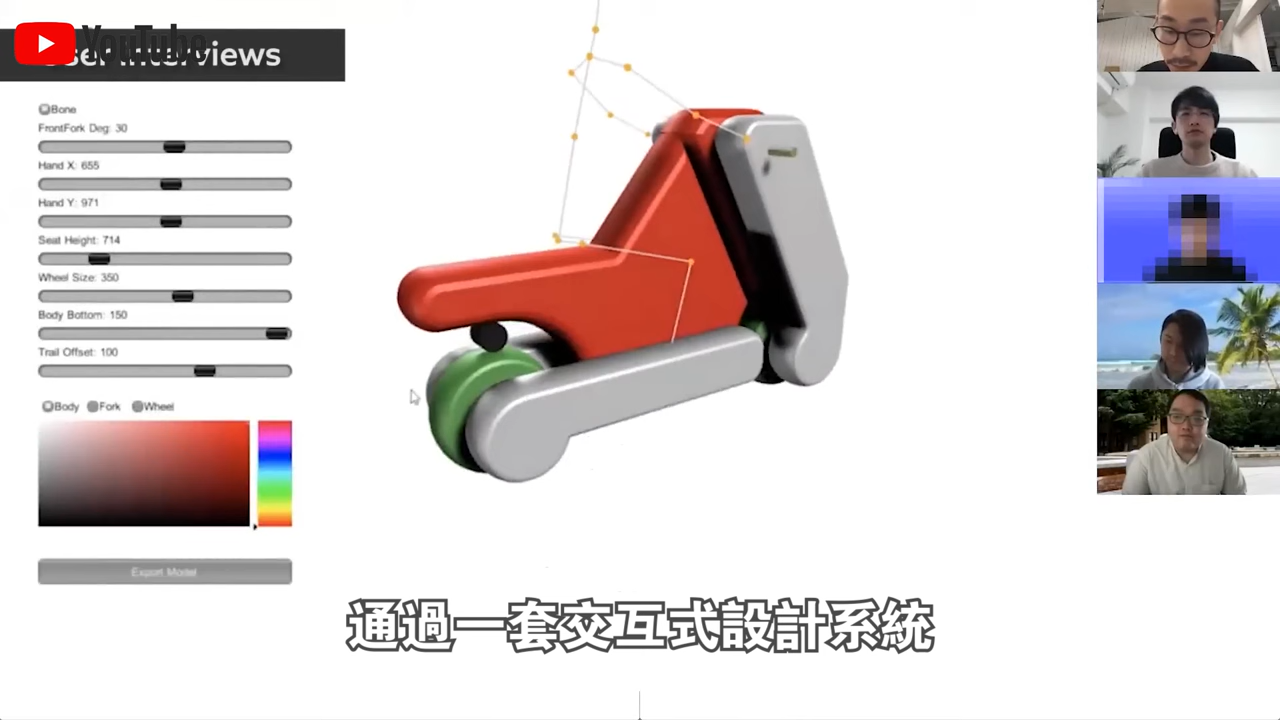 YouTube
User Interviews
Bone
FrontFork Deg: 30
Hand X: 655
Hand Y: 971
Seat Height: 714
Wheel Size: 350
Body Bottom: 150
Trail Offset: 100
Body Fork Wheel
Export Model
通過一套交互式設計系統